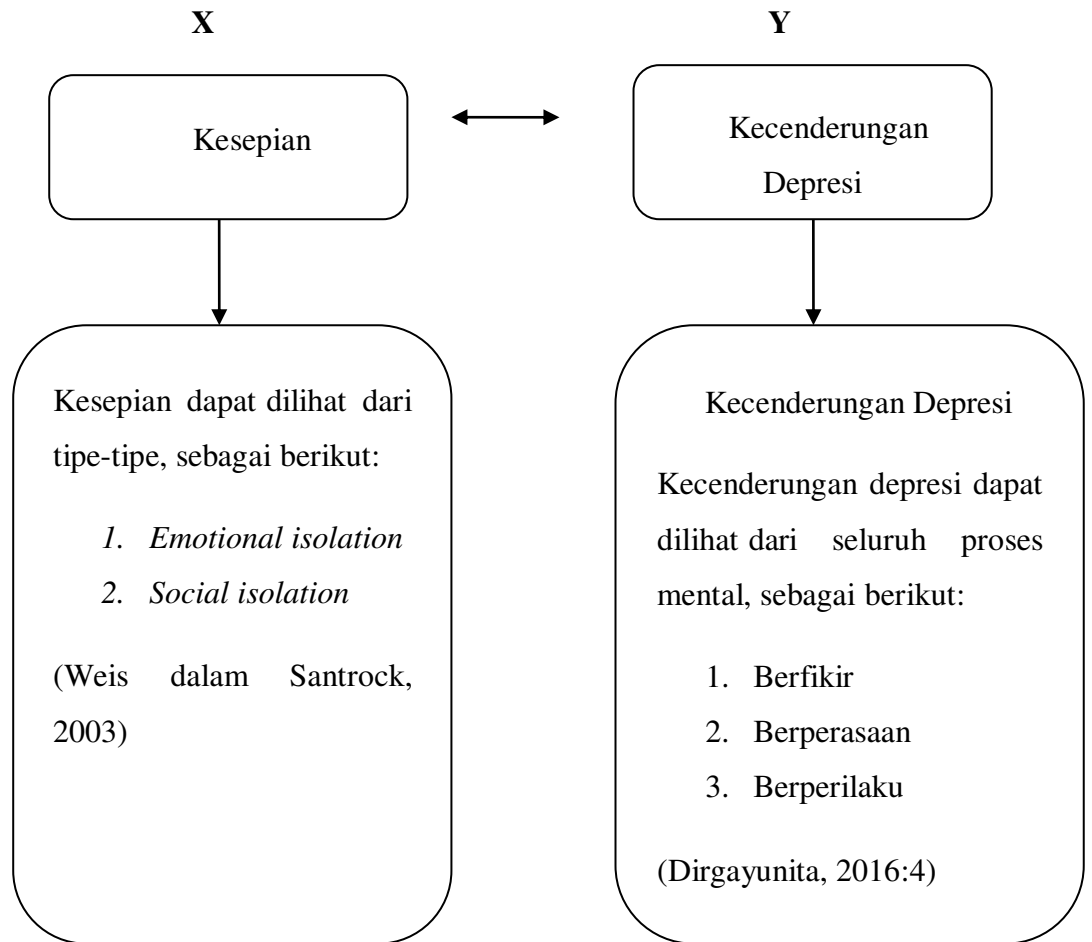 X
Y
Kesepian
Kecenderungan
Depresi
Kesepian dapat dilihat dari
tipe-tipe, sebagai berikut:
1. Emotional isolation
2. Social isolation
(Weis dalam Santrock,
2003)
Kecenderungan Depresi
Kecenderungan depresi dapat
dilihat dari seluruh proses
mental, sebagai berikut:
1. Berfikir
2. Berperasaan
3. Berperilaku
(Dirgayunita, 2016:4)